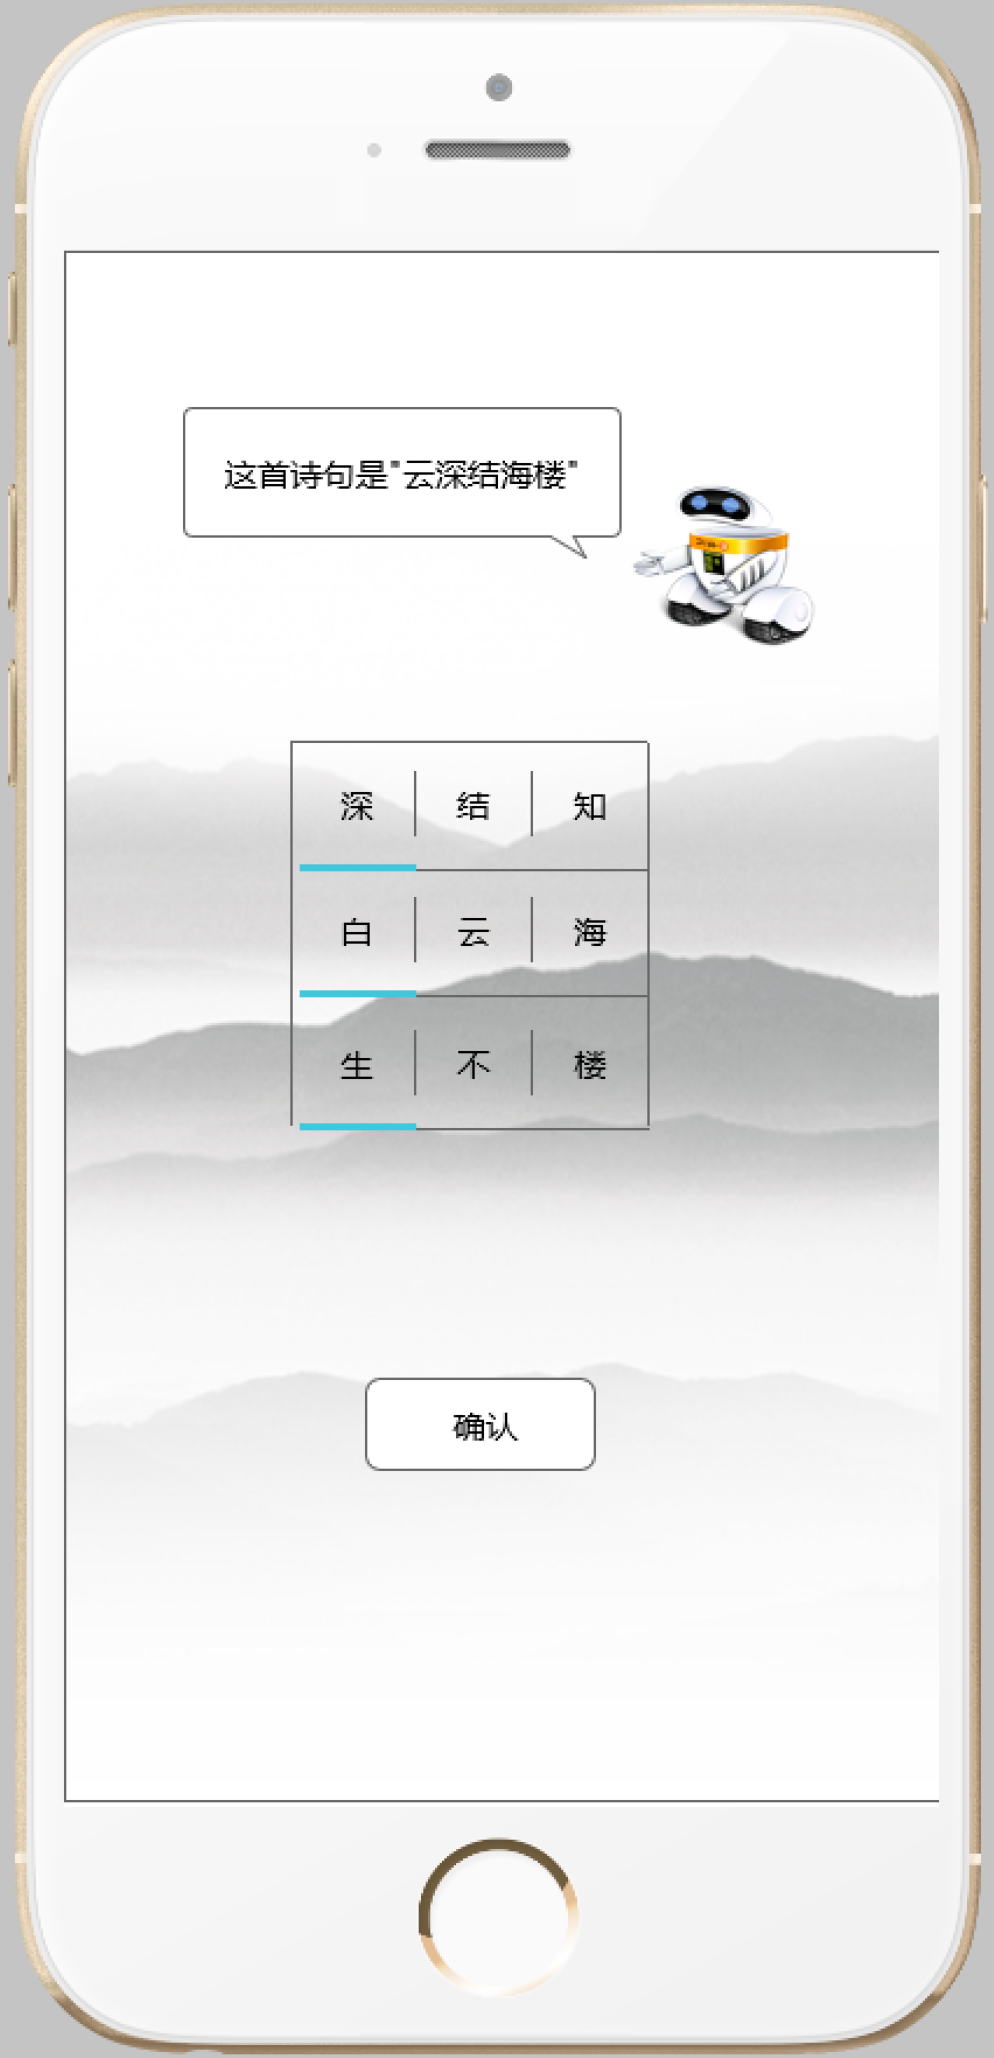 这首诗句是"云深结海楼"
深 结 知
白 云 海
生 不 楼
确认